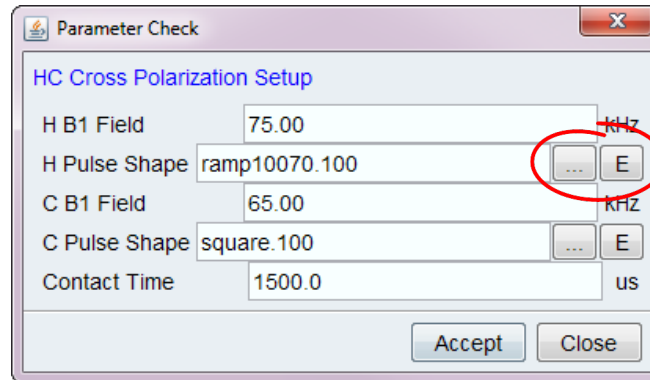 Parameter Check
HC Cross Polarization Setup
H B1 Field 75.00 kHz
H Pulse Shape ramp10070.100 ... E
C B1 Field 65.00 kHz
C Pulse Shape square.100 ... E
Contact Time 1500.0 us
Accept Close